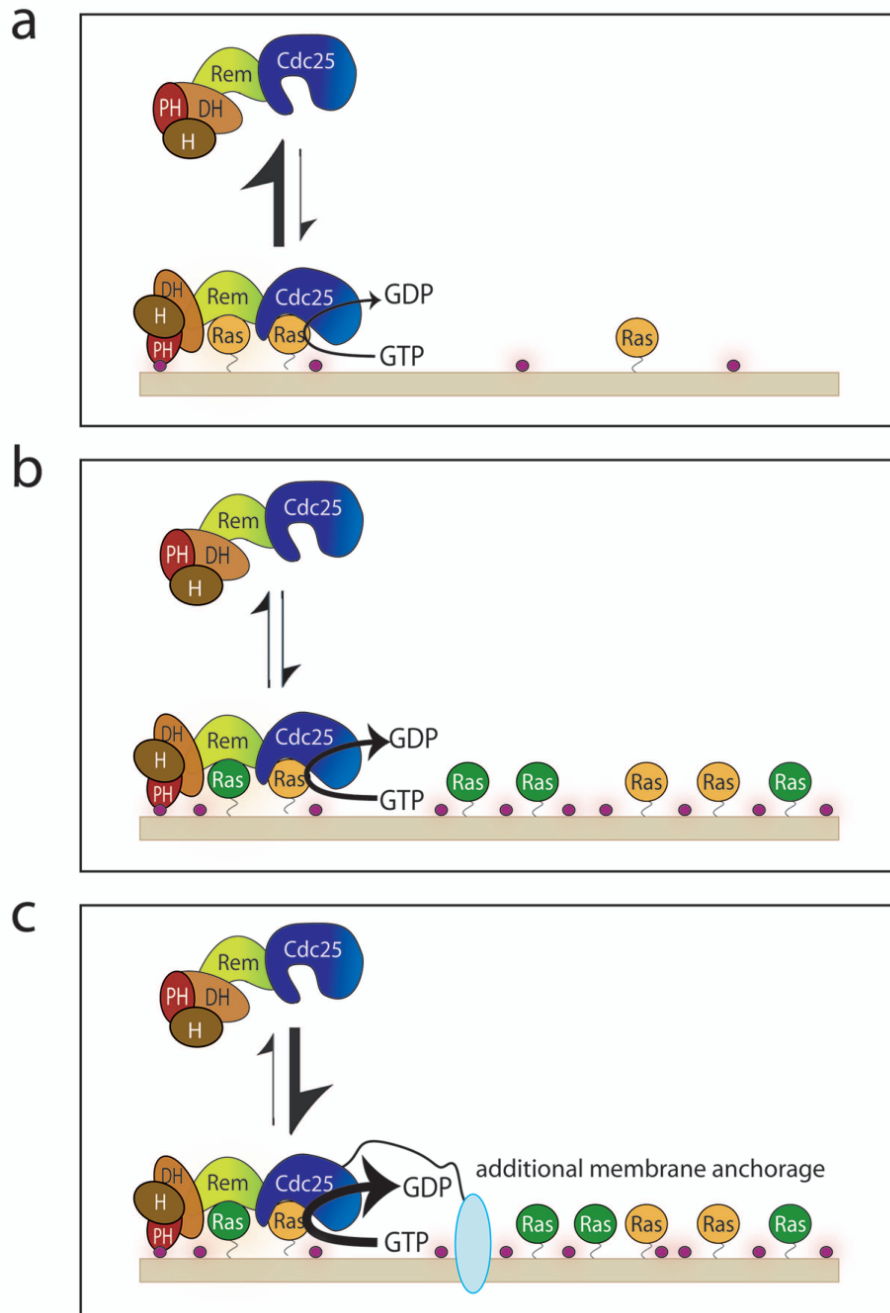 a
Rem
Cdc25
PH
DH
H
DH
Rem
Cdc25
H
Ras
Ras
PH
GDP
GTP
Ras
b
Rem
Cdc25
PH
DH
H
DH
Rem
Cdc25
H
Ras
Ras
PH
GDP
GTP
Ras
Ras
Ras
Ras
Ras
c
Rem
Cdc25
PH
DH
H
DH
Rem
Cdc25
H
Ras
Ras
PH
GDP
GTP
additional membrane anchorage
Ras
Ras
Ras
Ras
Ras